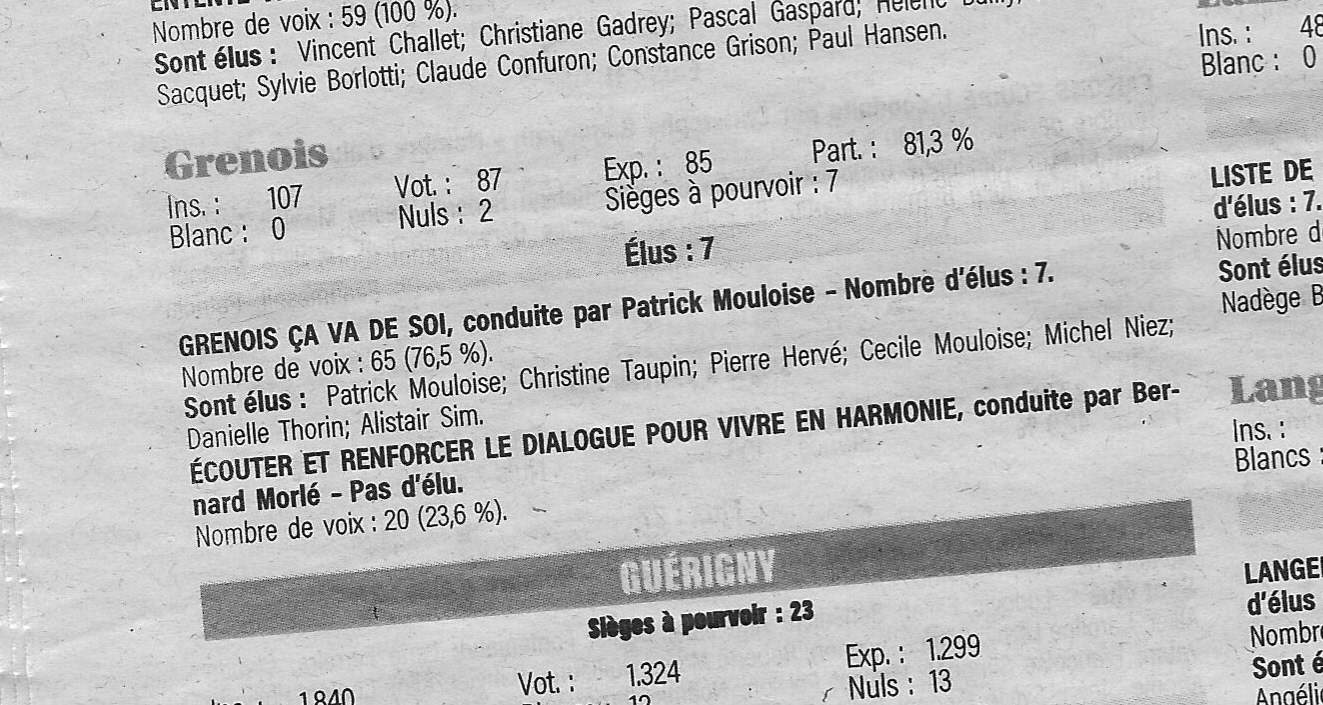 Nombre de voix : 59 (100 %).
Sont élus : Vincent Challet; Christiane Gadrey; Pascal Gaspard;
Sacquet; Sylvie Borlotti; Claude Confuron; Constance Grison; Paul Hansen.
Grenois
Ins. : 107 Vot. : 87 Exp. : 85 Part. : 81,3 %
Blanc : 0 Nuls : 2 Sièges à pourvoir : 7
Élus : 7
GRENOIS ÇA VA DE SOI, conduite par Patrick Mouloise – Nombre d'élus : 7.
Nombre de voix : 65 (76,5 %).
Sont élus : Patrick Mouloise; Christine Taupin; Pierre Hervé; Cecile Mouloise; Michel Niez;
Danielle Thorin; Alistair Sim.
ÉCOUTER ET RENFORCER LE DIALOGUE POUR VIVRE EN HARMONIE, conduite par Ber-
nard Morlé – Pas d'élu.
Nombre de voix : 20 (23,6 %).
GUÉRIGNY
Sièges à pourvoir : 23
1.840 Vot. : 1.324 Exp. : 1.299
Nuls : 13
Ins. : 48
Blanc : 0
LISTE DE
d'élus : 7.
Nombre d
Sont élus
Nadège B
Lang
Ins. :
Blancs :
LANGE
d'élus
Nombre
Sont é
Angéli